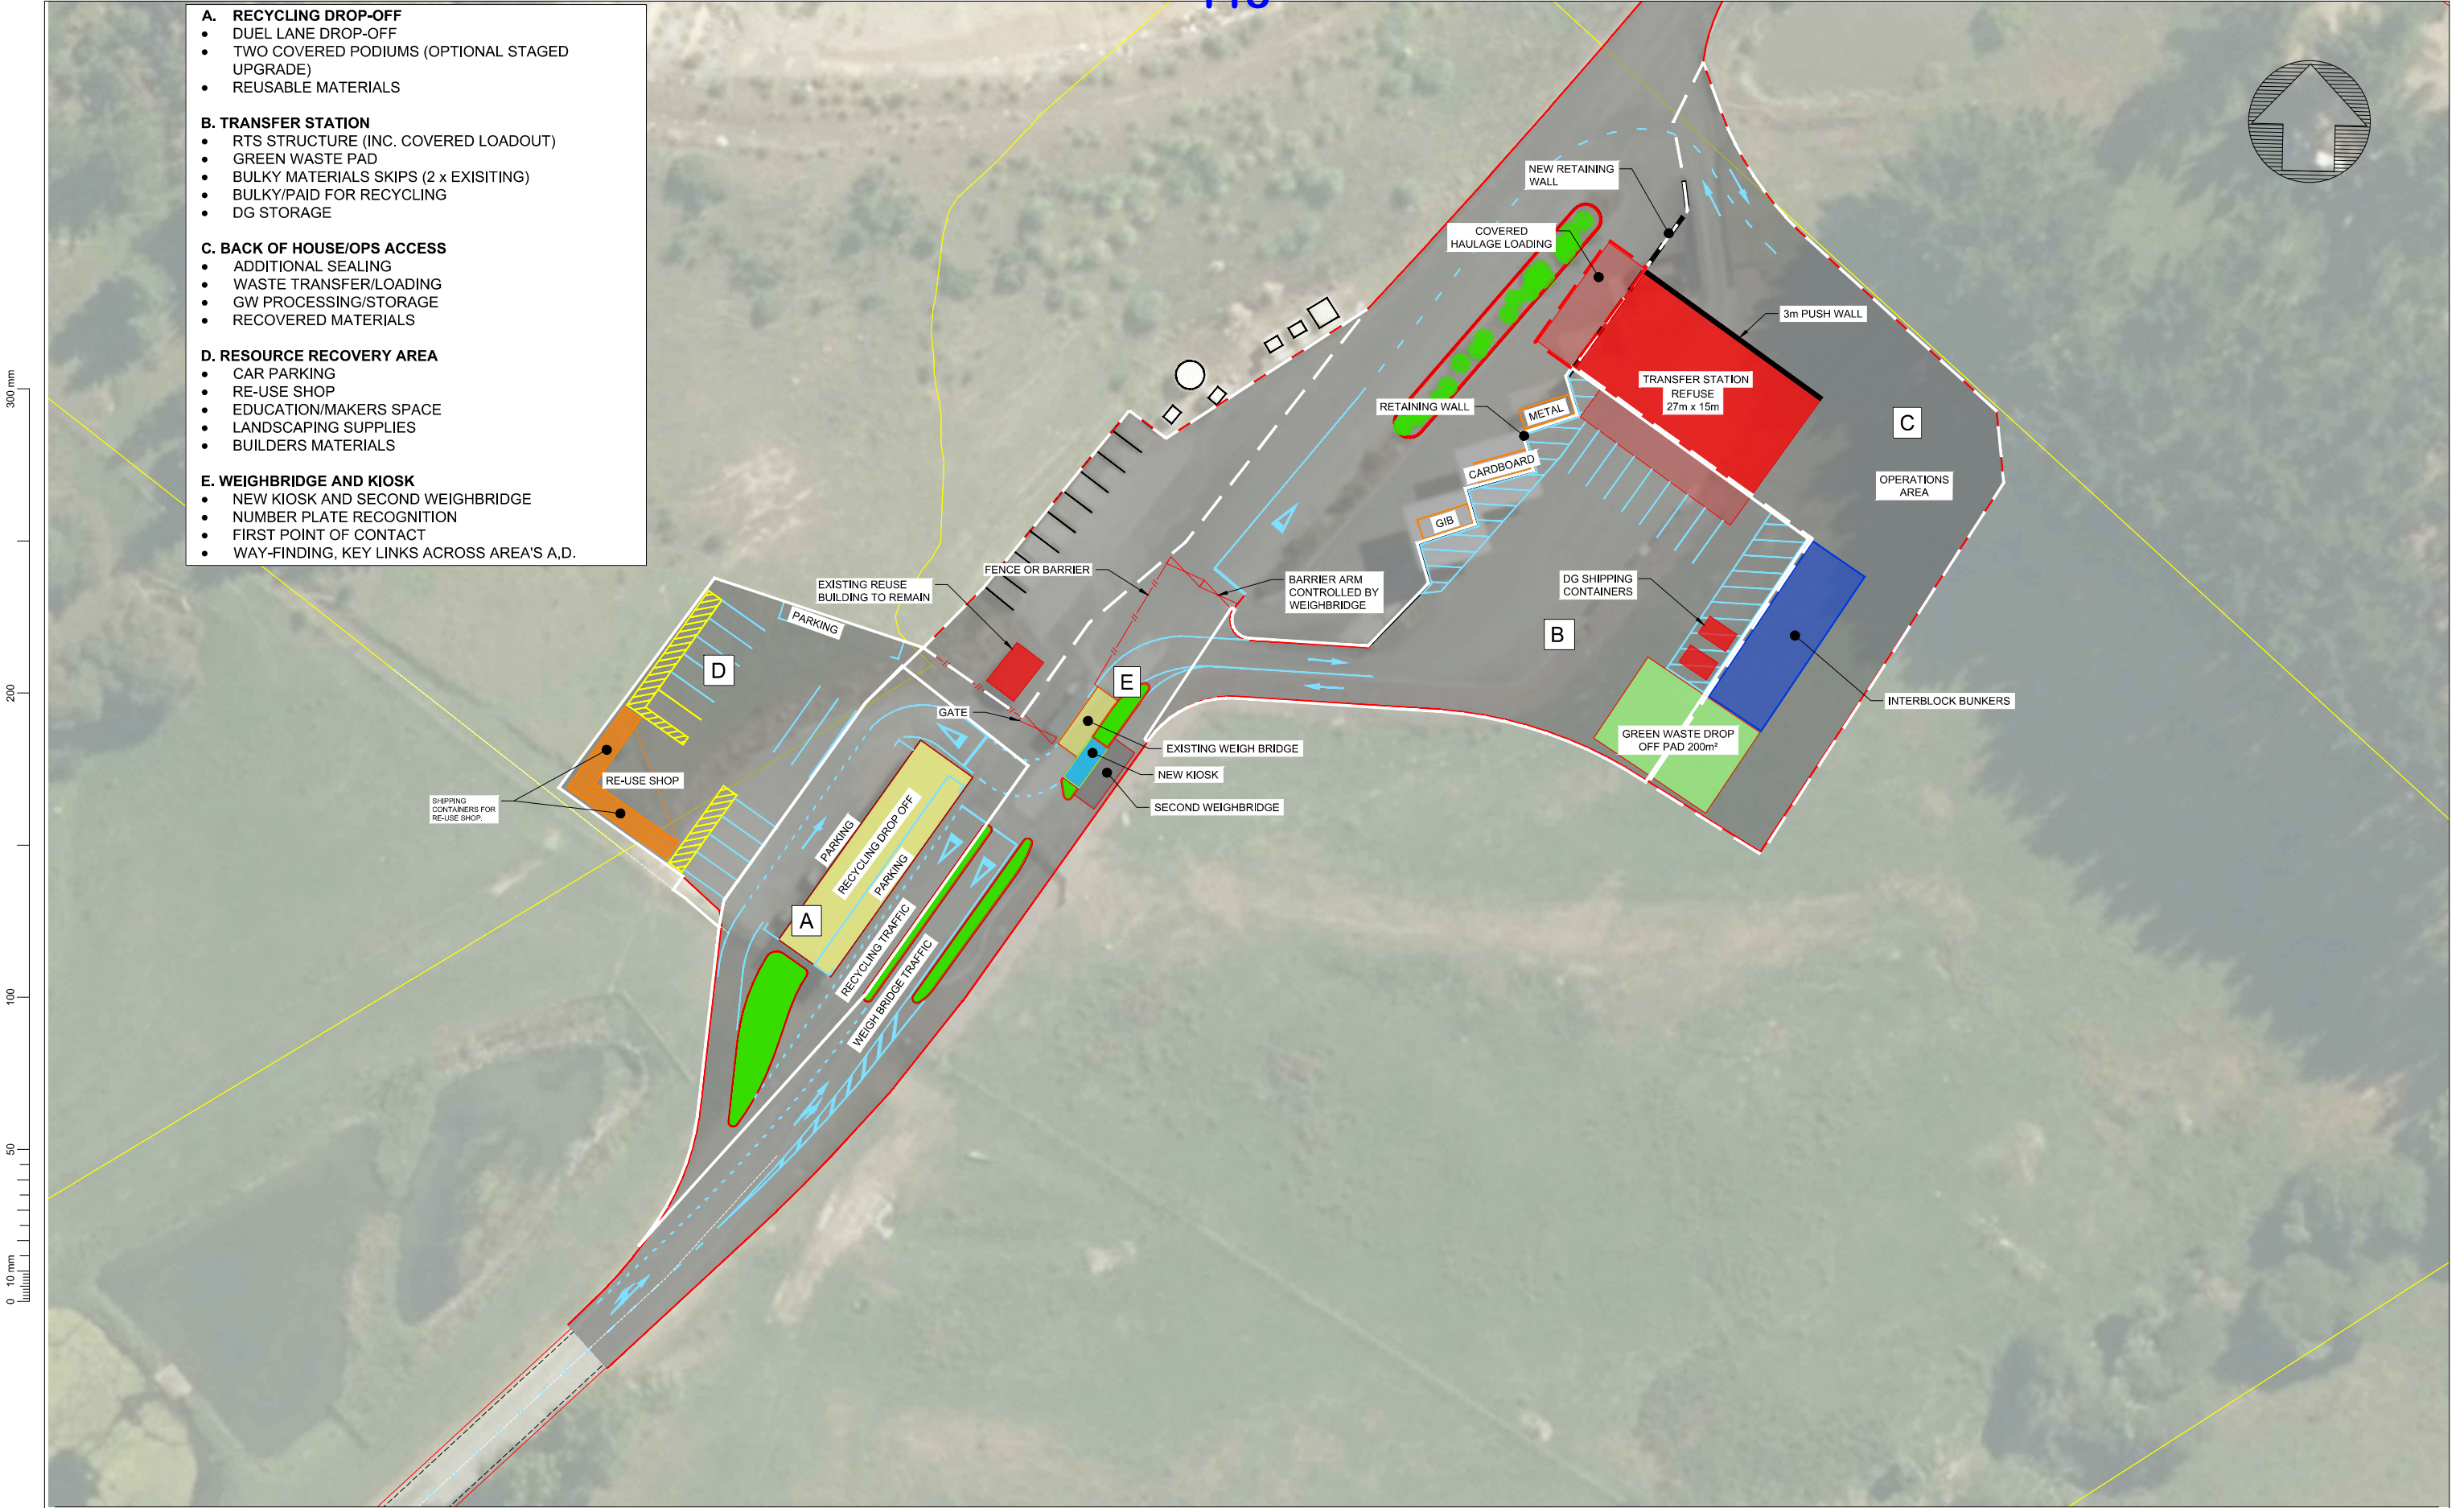 A. RECYCLING DROP-OFF
• DUEL LANE DROP-OFF
• TWO COVERED PODIUMS (OPTIONAL STAGED
UPGRADE)
• REUSABLE MATERIALS
B. TRANSFER STATION
• RTS STRUCTURE (INC. COVERED LOADOUT)
• GREEN WASTE PAD
• BULKY MATERIALS SKIPS (2 x EXISITING)
• BULKY/PAID FOR RECYCLING
• DG STORAGE
C. BACK OF HOUSE/OPS ACCESS
• ADDITIONAL SEALING
• WASTE TRANSFER/LOADING
• GW PROCESSING/STORAGE
• RECOVERED MATERIALS
D. RESOURCE RECOVERY AREA
• CAR PARKING
• RE-USE SHOP
• EDUCATION/MAKERS SPACE
• LANDSCAPING SUPPLIES
• BUILDERS MATERIALS
E. WEIGHBRIDGE AND KIOSK
• NEW KIOSK AND SECOND WEIGHBRIDGE
• NUMBER PLATE RECOGNITION
• FIRST POINT OF CONTACT
• WAY-FINDING, KEY LINKS ACROSS AREA'S A,D.
NEW RETAINING
WALL
COVERED
HAULAGE LOADING
3m PUSH WALL
TRANSFER STATION
REFUSE
27m x 15m
RETAINING WALL
METAL
CARDBOARD
GIB
C
OPERATIONS
AREA
FENCE OR BARRIER
BARRIER ARM
CONTROLLED BY
WEIGHBRIDGE
EXISTING REUSE
BUILDING TO REMAIN
DG SHIPPING
CONTAINERS
PARKING
B
D
E
INTERBLOCK BUNKERS
GATE
GREEN WASTE DROP
OFF PAD 200m²
EXISTING WEIGH BRIDGE
NEW KIOSK
SECOND WEIGHBRIDGE
RE-USE SHOP
SHIPPING
CONTAINERS FOR
RE-USE SHOP.
PARKING
RECYCLING DROP OFF
PARKING
A
RECYCLING TRAFFIC
WEIGH BRIDGE TRAFFIC
300 mm
200
100
50
10 mm
0